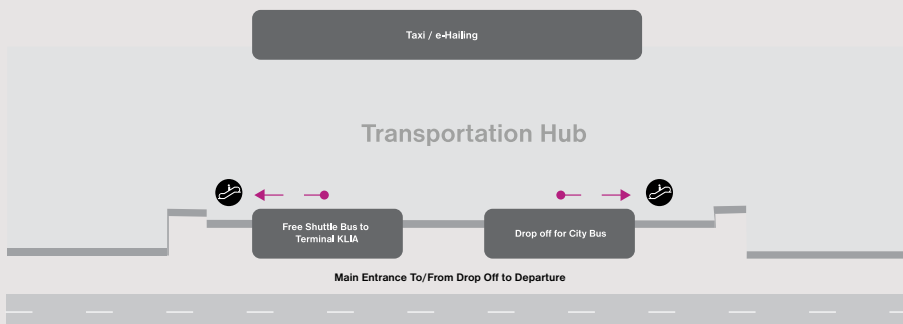 Taxi / e-Hailing
Transportation Hub
Free Shuttle Bus to
Terminal KLIA
Drop off for City Bus
Main Entrance To/From Drop Off to Departure